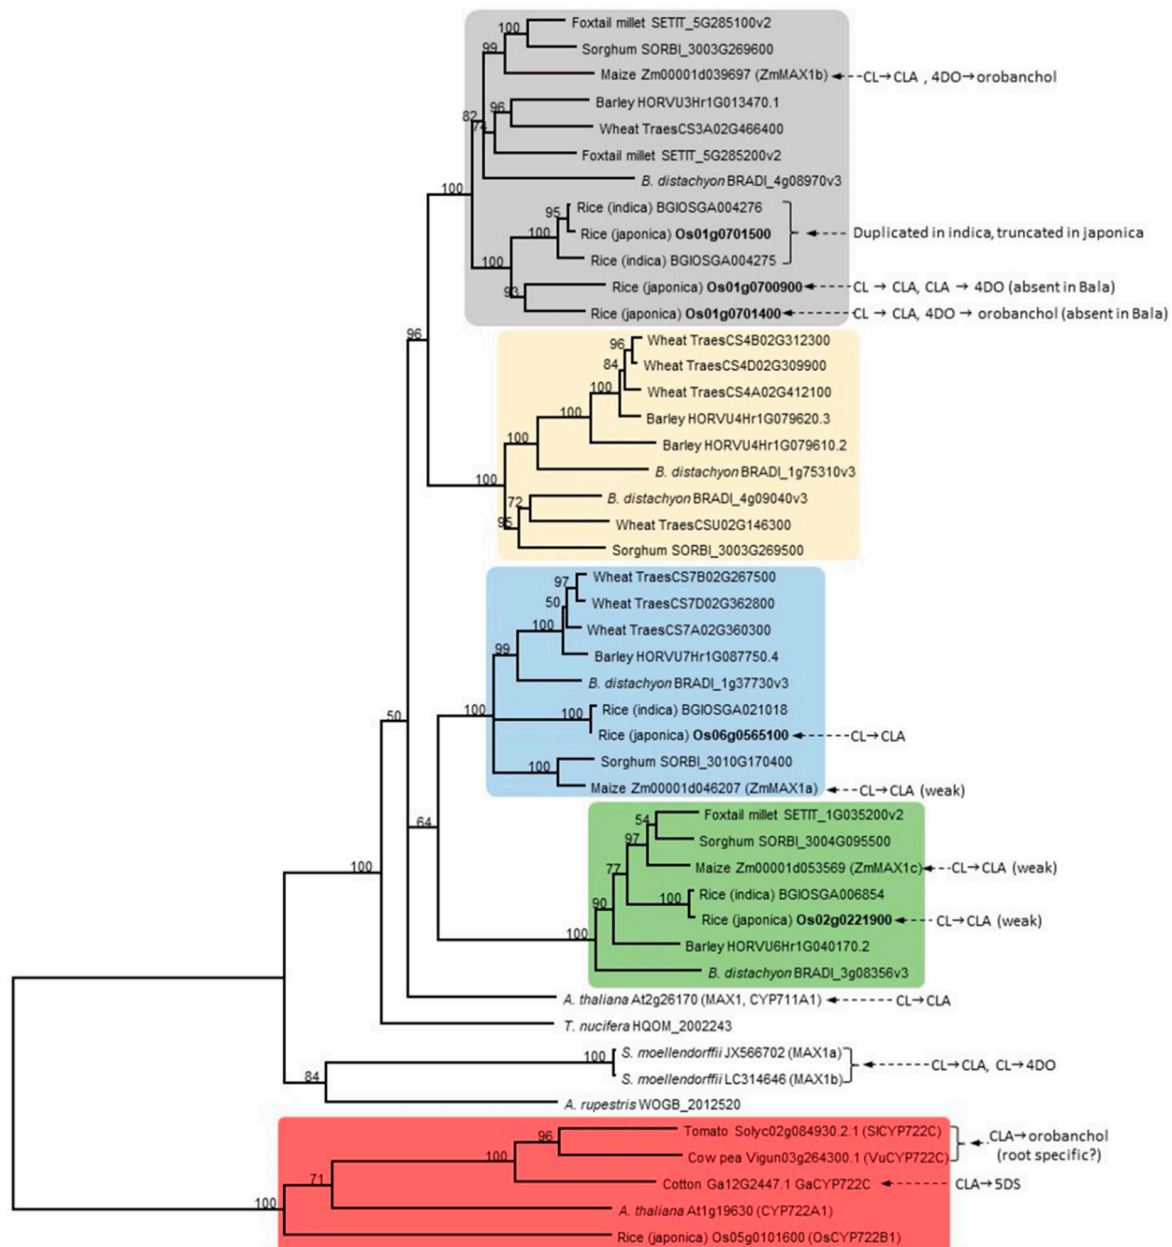 100 Foxtail millet SETIT_5G285100v2
99 Sorghum SORBI_3003G269600
Maize Zm00001d039697 (ZmMAX1b) CL→CLA , 4DO→orobanchol
96 Barley HORVU3Hr1G013470.1
82 74 Wheat TraesCS3A02G466400
Foxtail millet SETIT_5G285200v2
100 B. distachyon BRADI_4g08970v3
95 Rice (indica) BGIOSGA004276
100 Rice (japonica) Os01g0701500 Duplicated in indica, truncated in japonica
100 Rice (indica) BGIOSGA004275
93 Rice (japonica) Os01g0700900 CL → CLA, CLA → 4DO (absent in Bala)
Rice (japonica) Os01g0701400 CL → CLA, 4DO → orobanchol (absent in Bala)
96 96 Wheat TraesCS4B02G312300
84 Wheat TraesCS4D02G309900
100 Wheat TraesCS4A02G412100
100 Barley HORVU4Hr1G079620.3
100 Barley HORVU4Hr1G079610.2
100 B. distachyon BRADI_1g75310v3
72 B. distachyon BRADI_4g09040v3
95 Wheat TraesCSU02G146300
Sorghum SORBI_3003G269500
97 Wheat TraesCS7B02G267500
50 Wheat TraesCS7D02G362800
100 Wheat TraesCS7A02G360300
99 Barley HORVU7Hr1G087750.4
B. distachyon BRADI_1g37730v3
50 100 100 Rice (indica) BGIOSGA021018
Rice (japonica) Os06g0565100 CL→CLA
100 Sorghum SORBI_3010G170400
Maize Zm00001d046207 (ZmMAX1a) CL→CLA (weak)
64 54 Foxtail millet SETIT_1G035200v2
97 Sorghum SORBI_3004G095500
100 77 Maize Zm00001d053569 (ZmMAX1c) CL→CLA (weak)
100 Rice (indica) BGIOSGA006854
90 Rice (japonica) Os02g0221900 CL→CLA (weak)
100 Barley HORVU6Hr1G040170.2
B. distachyon BRADI_3g08356v3
A. thaliana At2g26170 (MAX1, CYP711A1) CL→CLA
T. nucifera HQOM_2002243
100 S. moellendorffii JX566702 (MAX1a)
CL→CLA, CL→4DO
84 S. moellendorffii LC314646 (MAX1b)
A. rupestris WOGB_2012520
96 Tomato Solyc02g084930.2.1 (SlCYP722C)
CLA→orobanchol
(root specific?)
100 Cow pea Vigun03g264300.1 (VuCYP722C)
71 Cotton Ga12G2447.1 GaCYP722C CLA→5DS
100 A. thaliana At1g19630 (CYP722A1)
Rice (japonica) Os05g0101600 (OsCYP722B1)